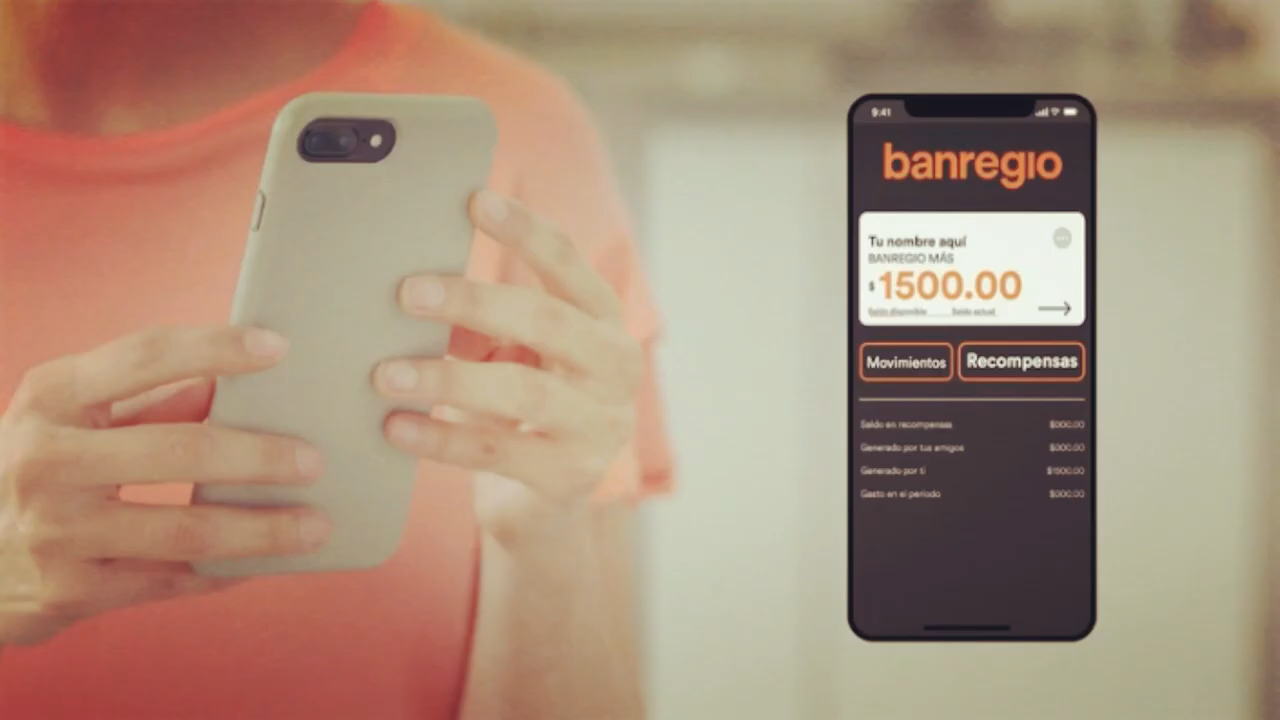 9:41
banregio
Tu nombre aquí
BANREGIO MÁS
$1500.00
Saldo disponible Saldo actual
Movimientos Recompensas
Saldo en recompensas $000.00
Generado por tus amigos $000.00
Generado por ti $1500.00
Gasto en el periodo $000.00